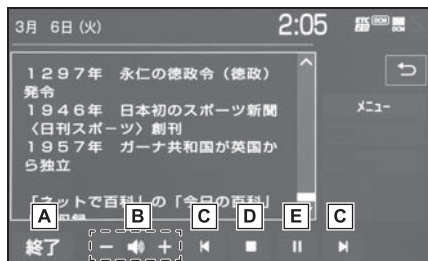 3月 6日(火)
2:05
1297年 永仁の徳政令(徳政)
発令
1946年 日本初のスポーツ新聞
〈日刊スポーツ〉創刊
1957年 ガーナ共和国が英国か
ら独立
「ネットで百科」の「今日の百科」
メニュー
A B C D E C
終了 − +